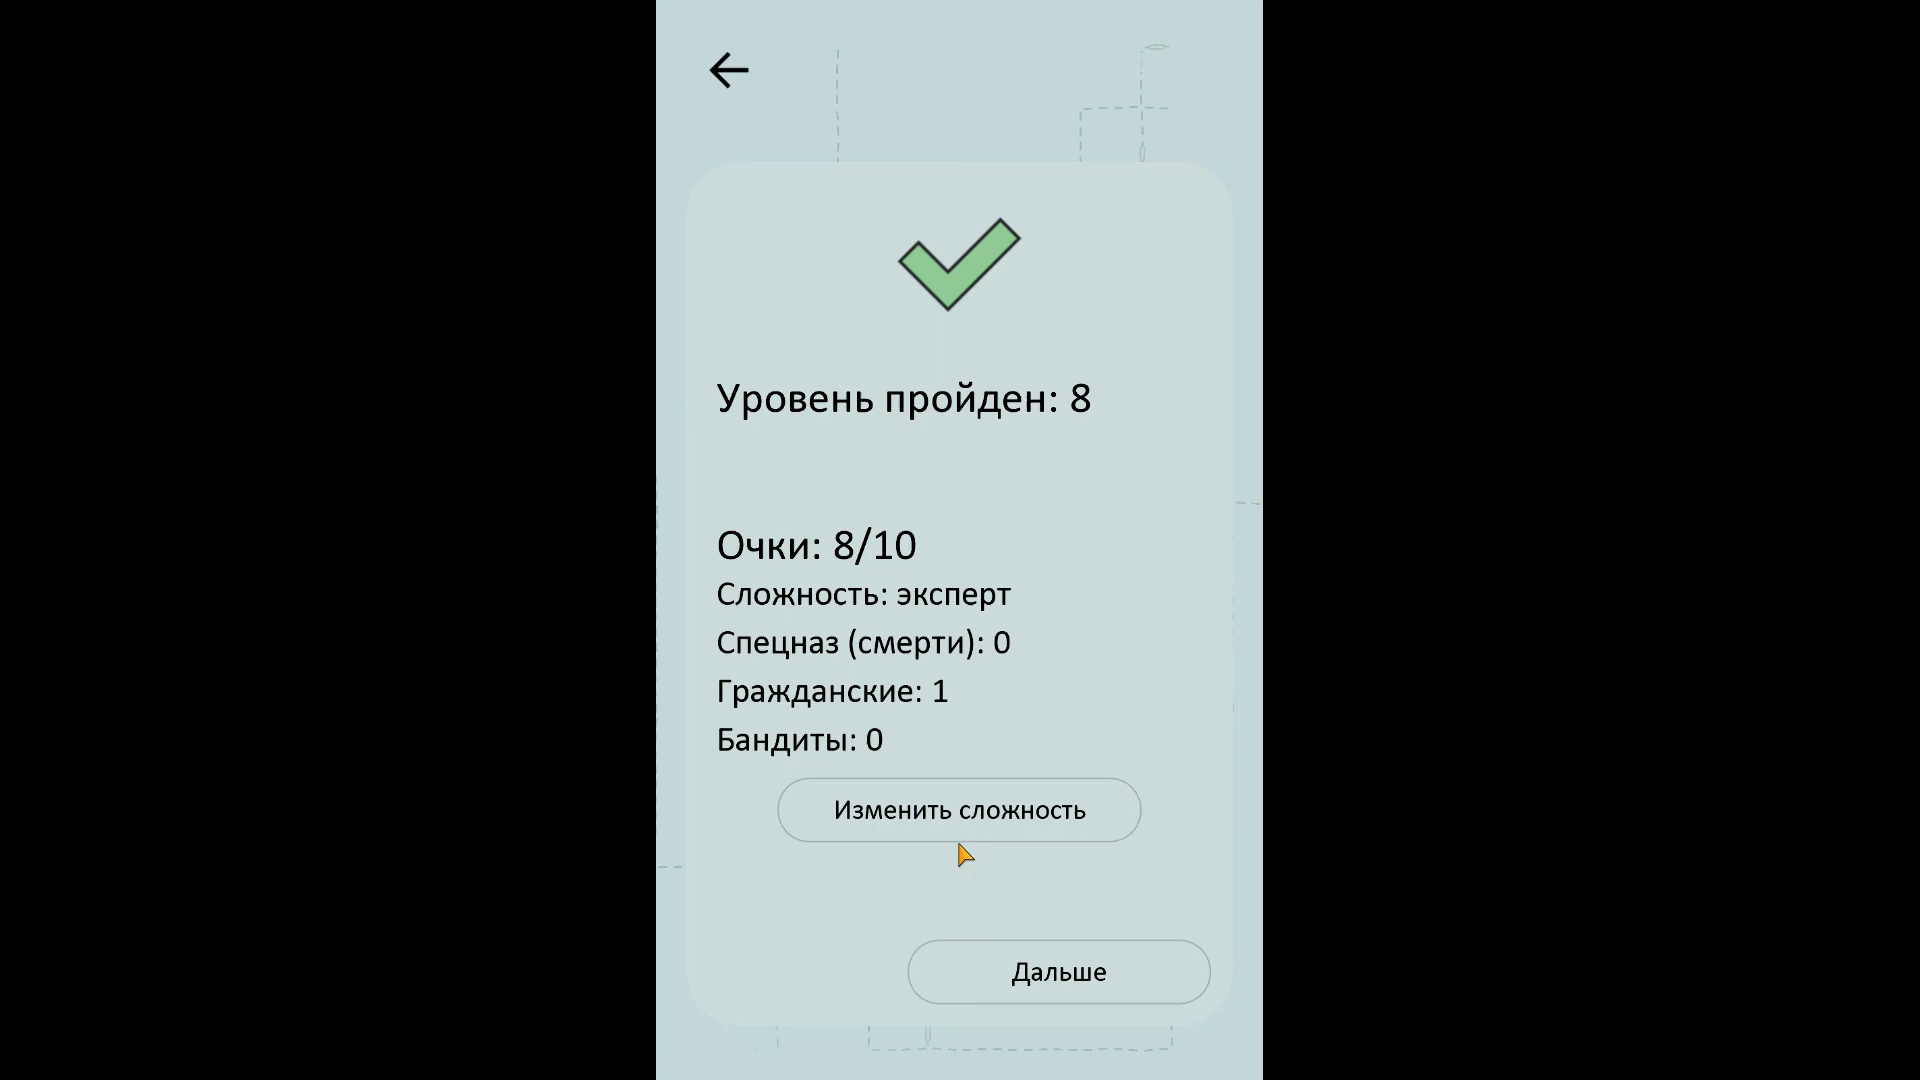 Уровень пройден: 8
Очки: 8/10
Сложность: эксперт
Спецназ (смерти): 0
Гражданские: 1
Бандиты: 0
Изменить сложность
Дальше